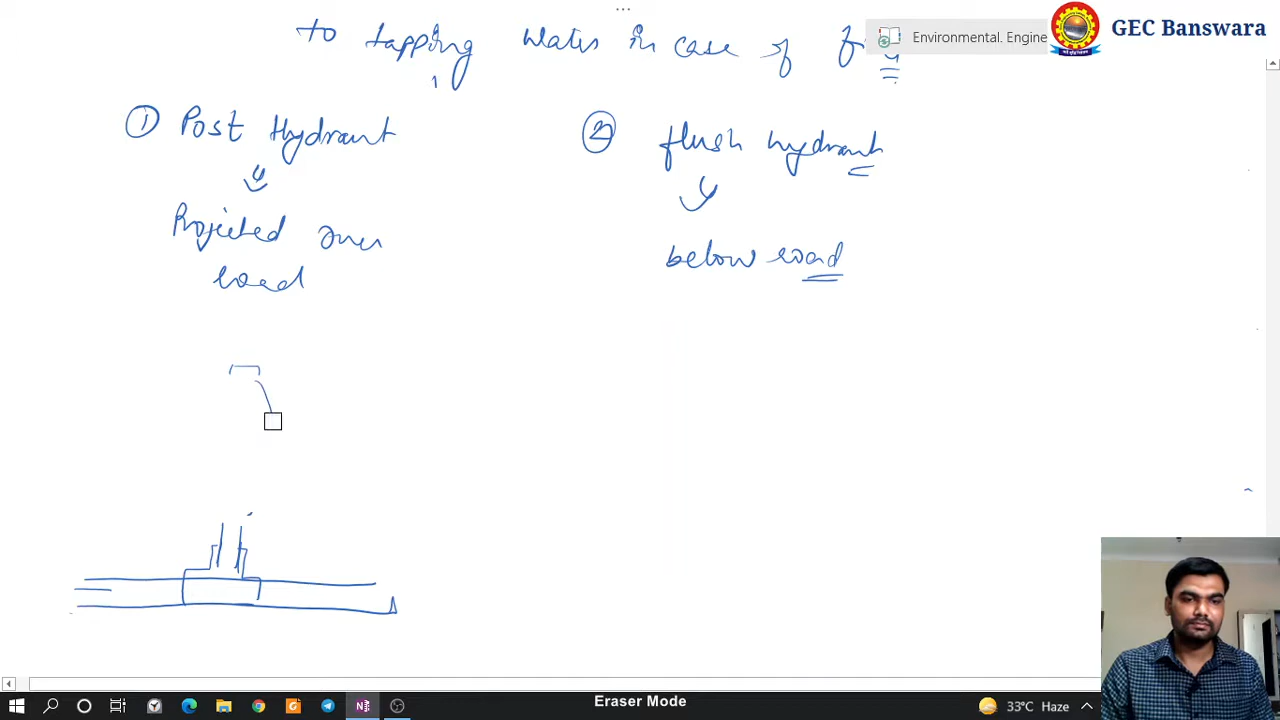 to tapping water in case of
Environmental. Engine
GEC Banswara
① Post Hydrant
② flush hydrant
Projected over
road
below road
Eraser Mode
33°C Haze